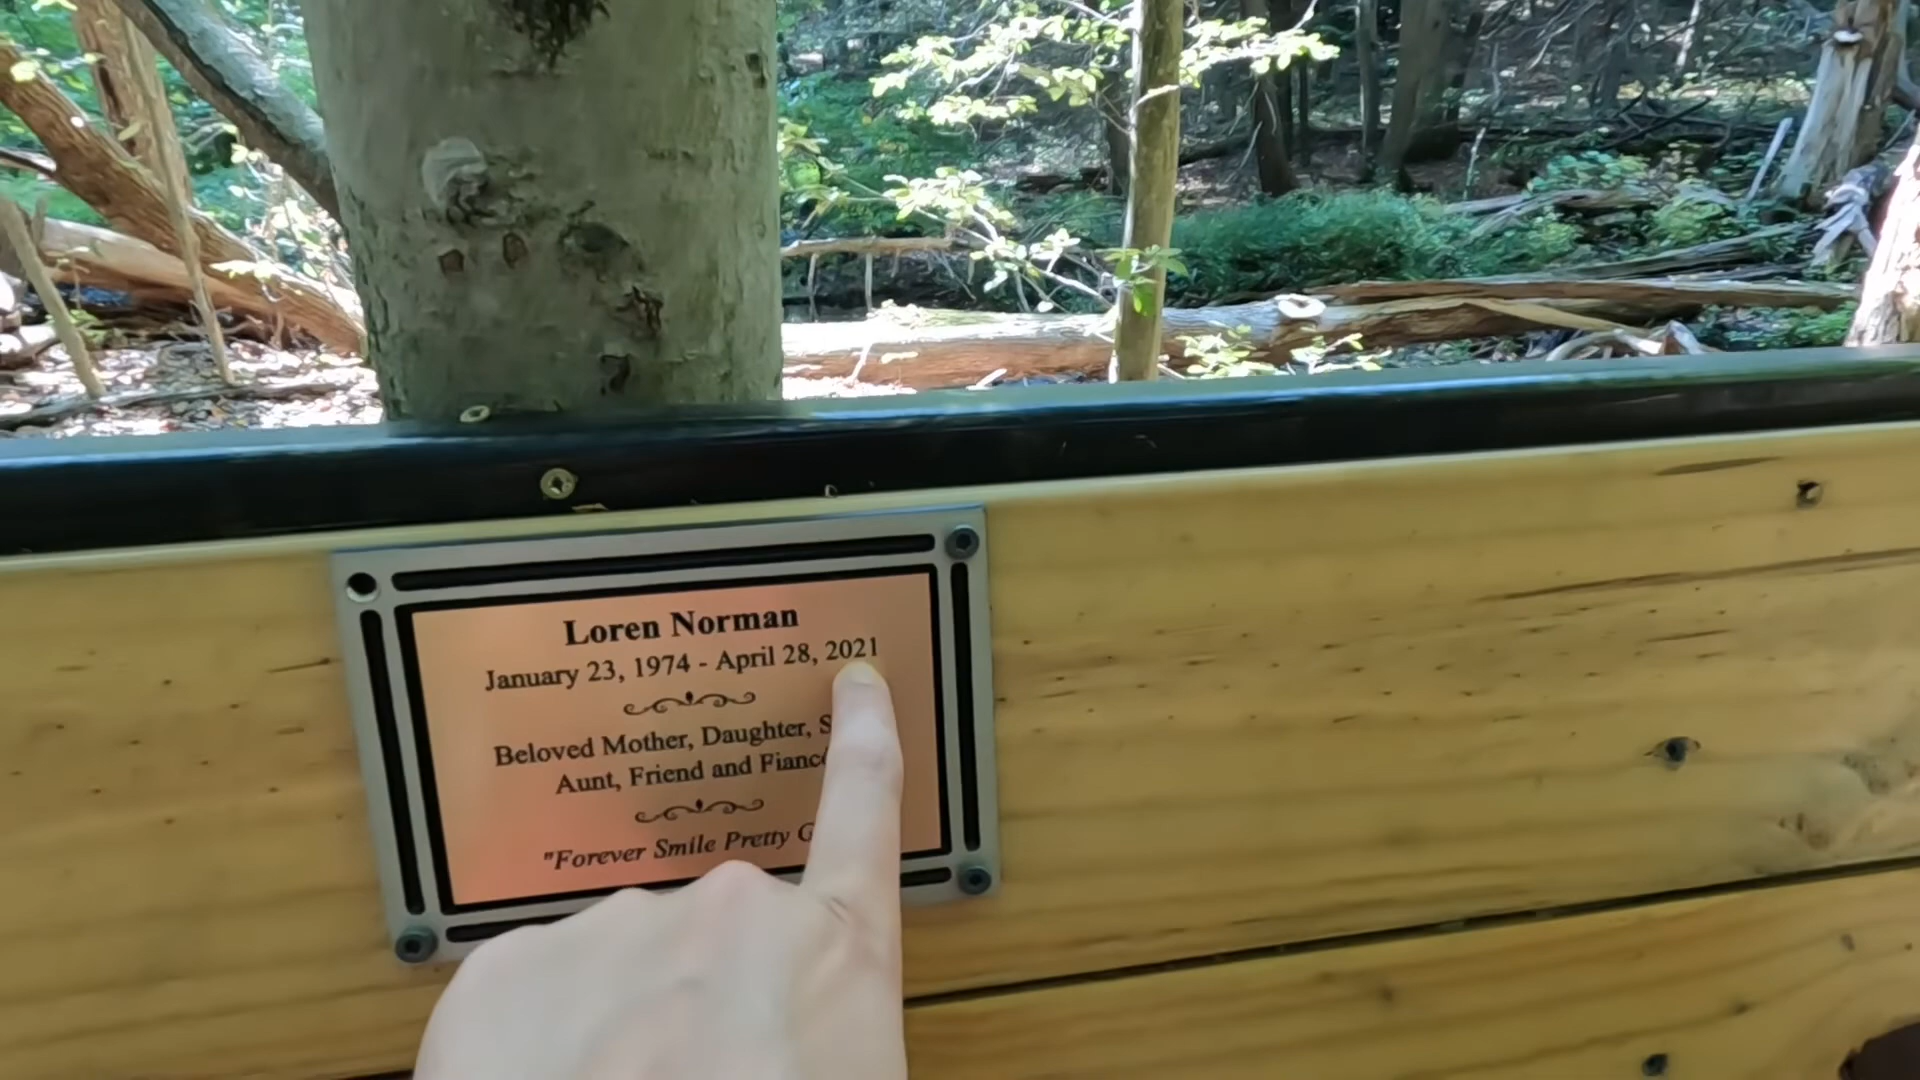 Loren Norman
January 23, 1974 - April 28, 2021
Beloved Mother, Daughter,
Aunt, Friend and
"Forever Smile Pretty